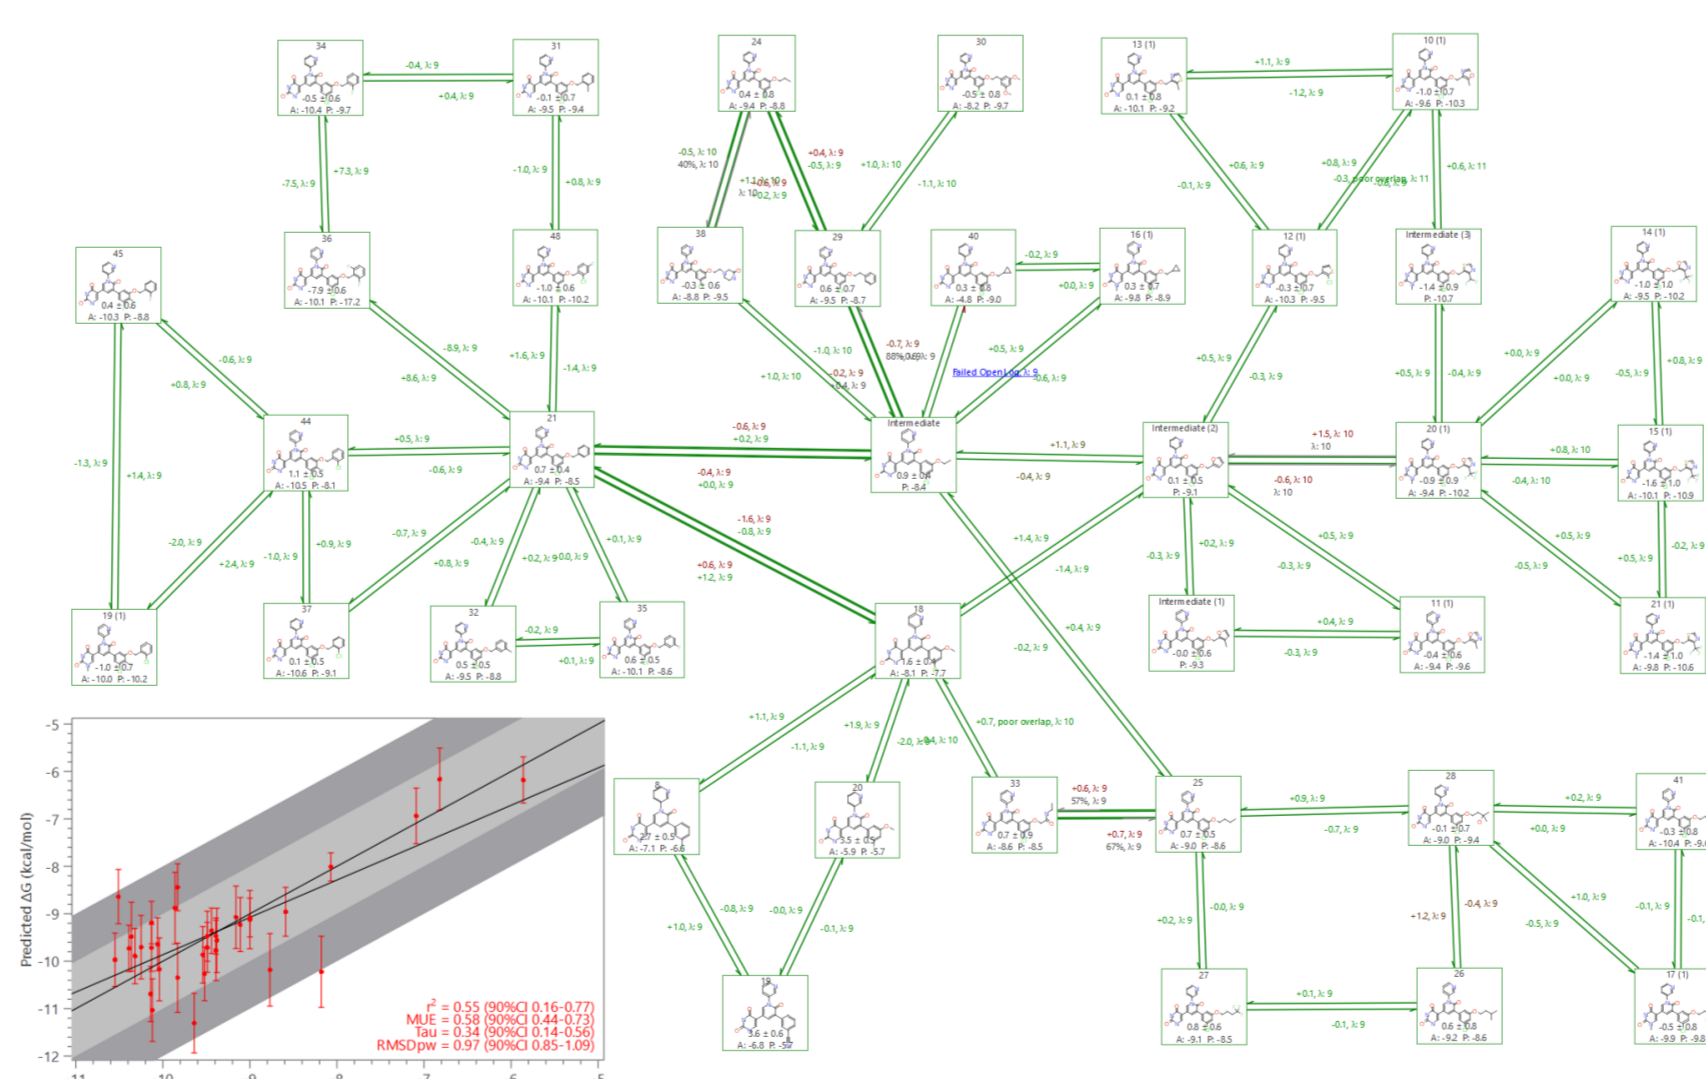 34
-0.5 ± 0.6
A: -10.4 P: -9.7
-0.4, λ: 9
+0.4, λ: 9
31
-0.1 ± 0.7
A: -9.5 P: -9.4
24
0.4 ± 0.8
A: -9.4 P: -8.8
30
-0.5 ± 0.8
A: -8.2 P: -9.7
13 (1)
0.1 ± 0.8
A: -10.1 P: -9.2
+1.1, λ: 9
-1.2, λ: 9
10 (1)
-1.0 ± 0.7
A: -9.6 P: -10.3
-7.5, λ: 9
+7.3, λ: 9
-1.0, λ: 9
+0.8, λ: 9
-0.5, λ: 10
40%, λ: 10
+0.4, λ: 9
-0.5, λ: 9
+0.2, λ: 9
+1.0, λ: 10
-1.1, λ: 10
+0.6, λ: 9
-0.1, λ: 9
+0.8, λ: 9
-0.3, poor overlap, λ: 11
+0.6, λ: 11
45
0.4 ± 0.6
A: -10.3 P: -8.8
36
-7.9 ± 0.6
A: -10.1 P: -17.2
48
-1.0 ± 0.6
A: -10.1 P: -10.2
38
-0.3 ± 0.6
A: -8.8 P: -9.5
29
0.6 ± 0.7
A: -9.5 P: -8.7
40
A: -4.8 P: -9.0
-0.2, λ: 9
+0.0, λ: 9
16 (1)
0.3 ± 0.7
A: -9.8 P: -8.9
12 (1)
-0.3 ± 0.7
A: -10.3 P: -9.5
Intermediate (3)
-1.4 ± 0.9
P: -10.7
14 (1)
-1.0 ± 1.0
A: -9.5 P: -10.2
-0.6, λ: 9
+0.8, λ: 9
-8.9, λ: 9
+8.6, λ: 9
+1.6, λ: 9
-1.4, λ: 9
-1.0, λ: 10
+1.0, λ: 10
-0.7, λ: 9
-0.2, λ: 9
Failed OpenLog, λ: 9
+0.5, λ: 9
+0.5, λ: 9
-0.3, λ: 9
+0.5, λ: 9
-0.4, λ: 9
+0.0, λ: 9
+0.0, λ: 9
+0.8, λ: 9
-0.5, λ: 9
-1.3, λ: 9
+1.4, λ: 9
44
1.1 ± 0.5
A: -10.5 P: -8.1
+0.5, λ: 9
-0.6, λ: 9
21
0.7 ± 0.4
A: -9.4 P: -8.5
-0.6, λ: 9
+0.2, λ: 9
-0.4, λ: 9
+0.0, λ: 9
Intermediate
P: -8.4
+1.1, λ: 9
-0.4, λ: 9
Intermediate (2)
0.1 ± 0.5
P: -9.1
+1.5, λ: 10
λ: 10
-0.6, λ: 10
λ: 10
20 (1)
-0.9 ± 0.9
A: -9.4 P: -10.2
+0.8, λ: 10
-0.4, λ: 10
15 (1)
-1.6 ± 1.0
A: -10.1 P: -10.9
-2.0, λ: 9
+2.4, λ: 9
-1.0, λ: 9
+0.9, λ: 9
-0.7, λ: 9
+0.8, λ: 9
-0.4, λ: 9
+0.2, λ: 9
+0.1, λ: 9
-1.6, λ: 9
-0.8, λ: 9
+0.6, λ: 9
+1.2, λ: 9
+1.4, λ: 9
-1.4, λ: 9
-0.3, λ: 9
+0.2, λ: 9
+0.5, λ: 9
-0.3, λ: 9
+0.5, λ: 9
-0.5, λ: 9
+0.5, λ: 9
-0.2, λ: 9
19 (1)
-1.0 ± 0.7
A: -10.0 P: -10.2
37
0.1 ± 0.5
A: -10.6 P: -9.1
32
0.5 ± 0.5
A: -9.5 P: -8.8
-0.2, λ: 9
+0.1, λ: 9
35
0.6 ± 0.5
A: -10.1 P: -8.6
18
A: -8.1 P: -7.7
+0.4, λ: 9
-0.2, λ: 9
Intermediate (1)
-0.0 ± 0.6
P: -9.3
+0.4, λ: 9
-0.3, λ: 9
11 (1)
-0.4 ± 0.6
A: -9.4 P: -9.6
21 (1)
-1.4 ± 1.0
A: -9.8 P: -10.6
+1.1, λ: 9
-1.1, λ: 9
+1.9, λ: 9
+0.7, poor overlap, λ: 10
A: -7.1 P: -6.6
20
A: -5.9 P: -5.7
33
0.7 ± 0.9
A: -8.6 P: -8.5
+0.6, λ: 9
57%, λ: 9
+0.7, λ: 9
67%, λ: 9
25
0.7 ± 0.5
A: -9.0 P: -8.6
+0.9, λ: 9
-0.7, λ: 9
28
-0.1 ± 0.7
A: -9.0 P: -9.4
+0.2, λ: 9
+0.0, λ: 9
41
-0.3 ± 0.8
-0.8, λ: 9
+1.0, λ: 9
-0.0, λ: 9
-0.1, λ: 9
+0.2, λ: 9
-0.0, λ: 9
+1.2, λ: 9
-0.4, λ: 9
+1.0, λ: 9
-0.5, λ: 9
-0.1, λ: 9
19
3.6 ± 0.6
27
0.8 ± 0.6
A: -9.1 P: -8.5
+0.1, λ: 9
-0.1, λ: 9
26
0.6 ± 0.8
A: -9.2 P: -8.6
17 (1)
-0.5 ± 0.8
A: -9.9 P: -9.8
Predicted ΔG (kcal/mol)
-5
-6
-7
-8
-9
-10
-11
-12
r² = 0.55 (90%CI 0.16-0.77)
MUE = 0.58 (90%CI 0.44-0.73)
Tau = 0.34 (90%CI 0.14-0.56)
RMSDpw = 0.97 (90%CI 0.85-1.09)